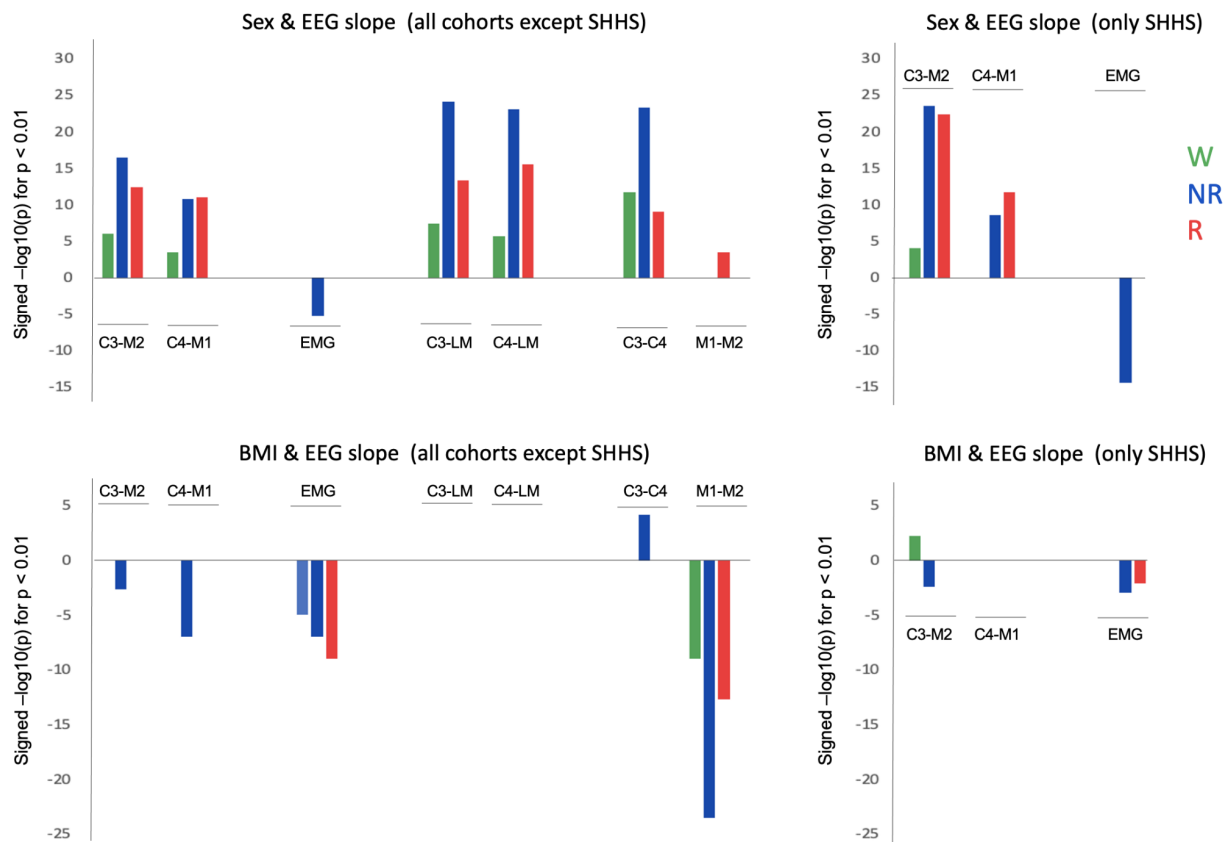 Sex & EEG slope (all cohorts except SHHS)
Signed –log10(p) for p < 0.01
30
25
20
15
10
5
0
-5
-10
-15
C3-M2
C4-M1
EMG
C3-LM
C4-LM
C3-C4
M1-M2
Sex & EEG slope (only SHHS)
Signed –log10(p) for p < 0.01
30
25
20
15
10
5
0
-5
-10
-15
C3-M2
C4-M1
EMG
W
NR
R
BMI & EEG slope (all cohorts except SHHS)
Signed –log10(p) for p < 0.01
5
0
-5
-10
-15
-20
-25
C3-M2
C4-M1
EMG
C3-LM
C4-LM
C3-C4
M1-M2
BMI & EEG slope (only SHHS)
Signed –log10(p) for p < 0.01
5
0
-5
-10
-15
-20
-25
C3-M2
C4-M1
EMG